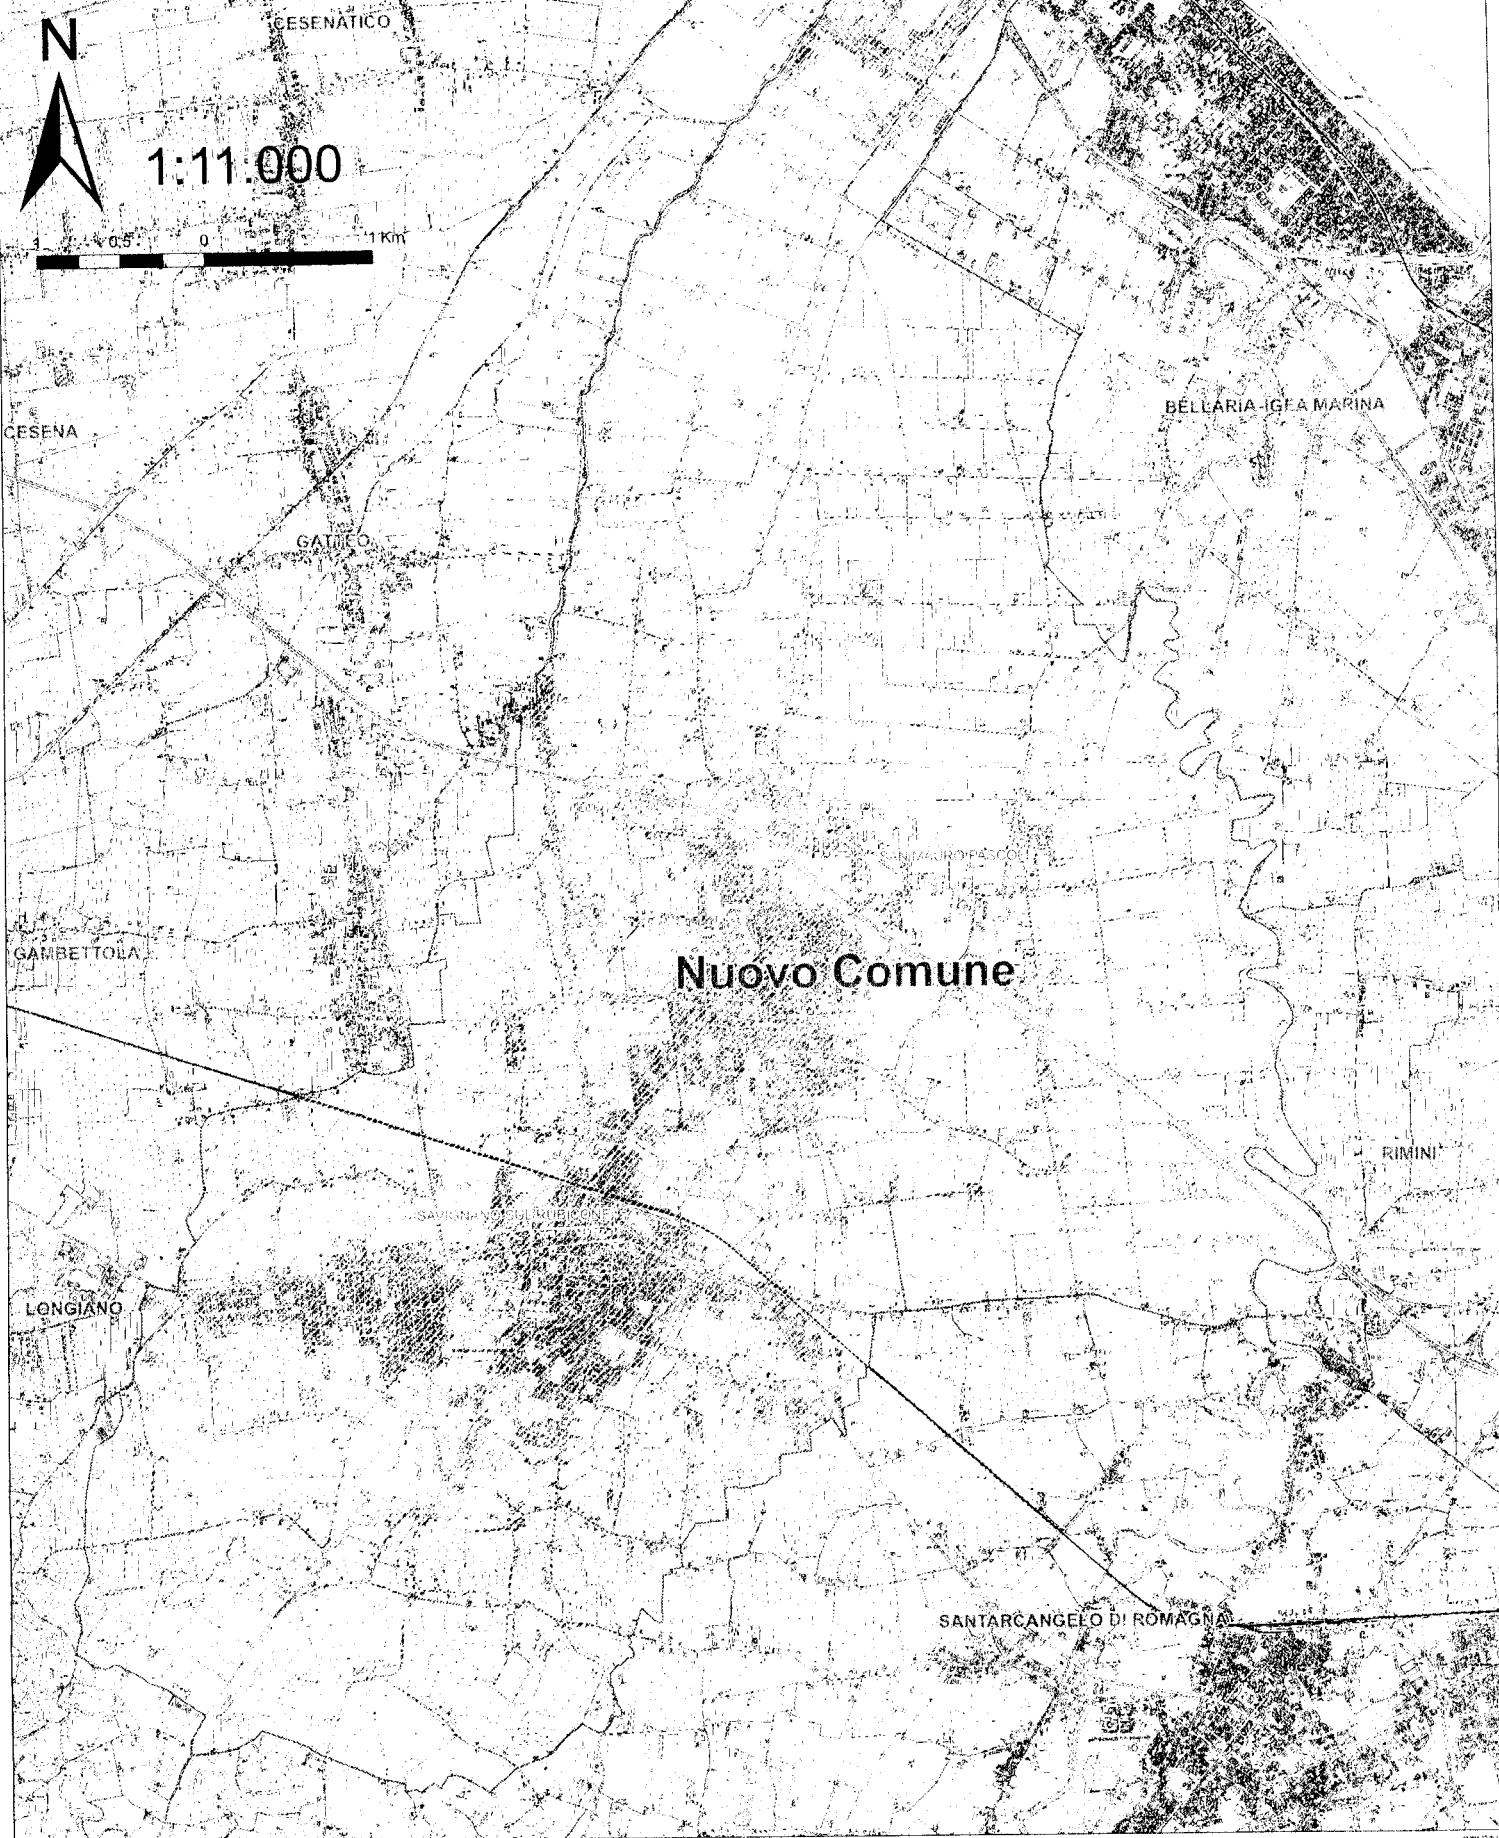 CESENATICO
N
1:11.000
1 0.5 0 1 Km
BELLARIA-IGEA MARINA
CESENA
GATTEO
SAN MAURO PASCOLI
GAMBETTOLA
Nuovo Comune
RIMINI
SAVIGNANO SUL RUBICONE
LONGIANO
SANTARCANGELO DI ROMAGNA